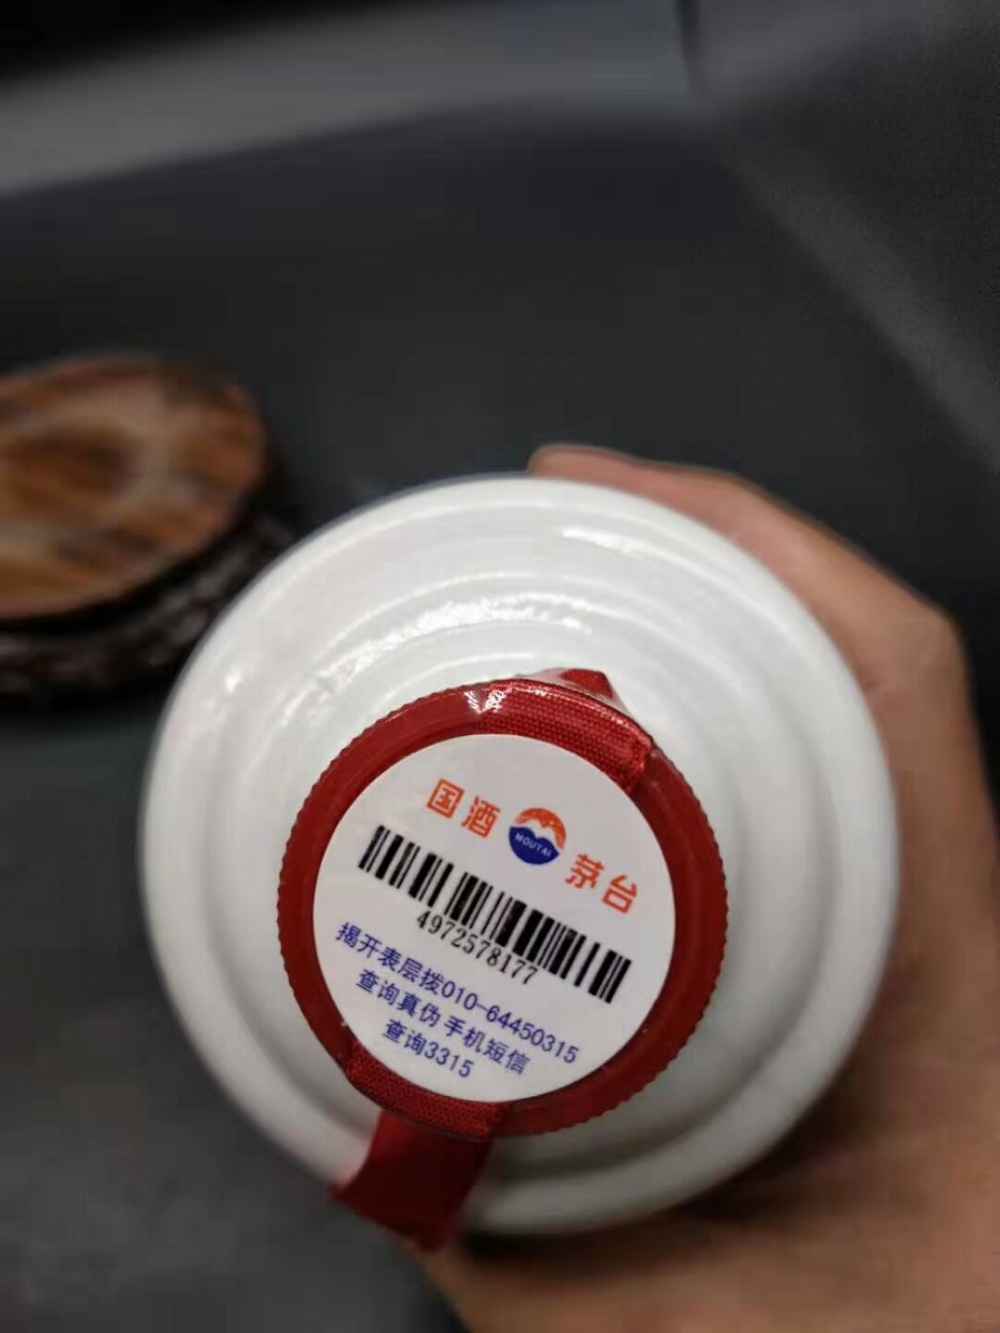 国酒 MOUTAI 茅台
4972578177
揭开表层拨010-64450315
查询真伪手机短信
查询3315